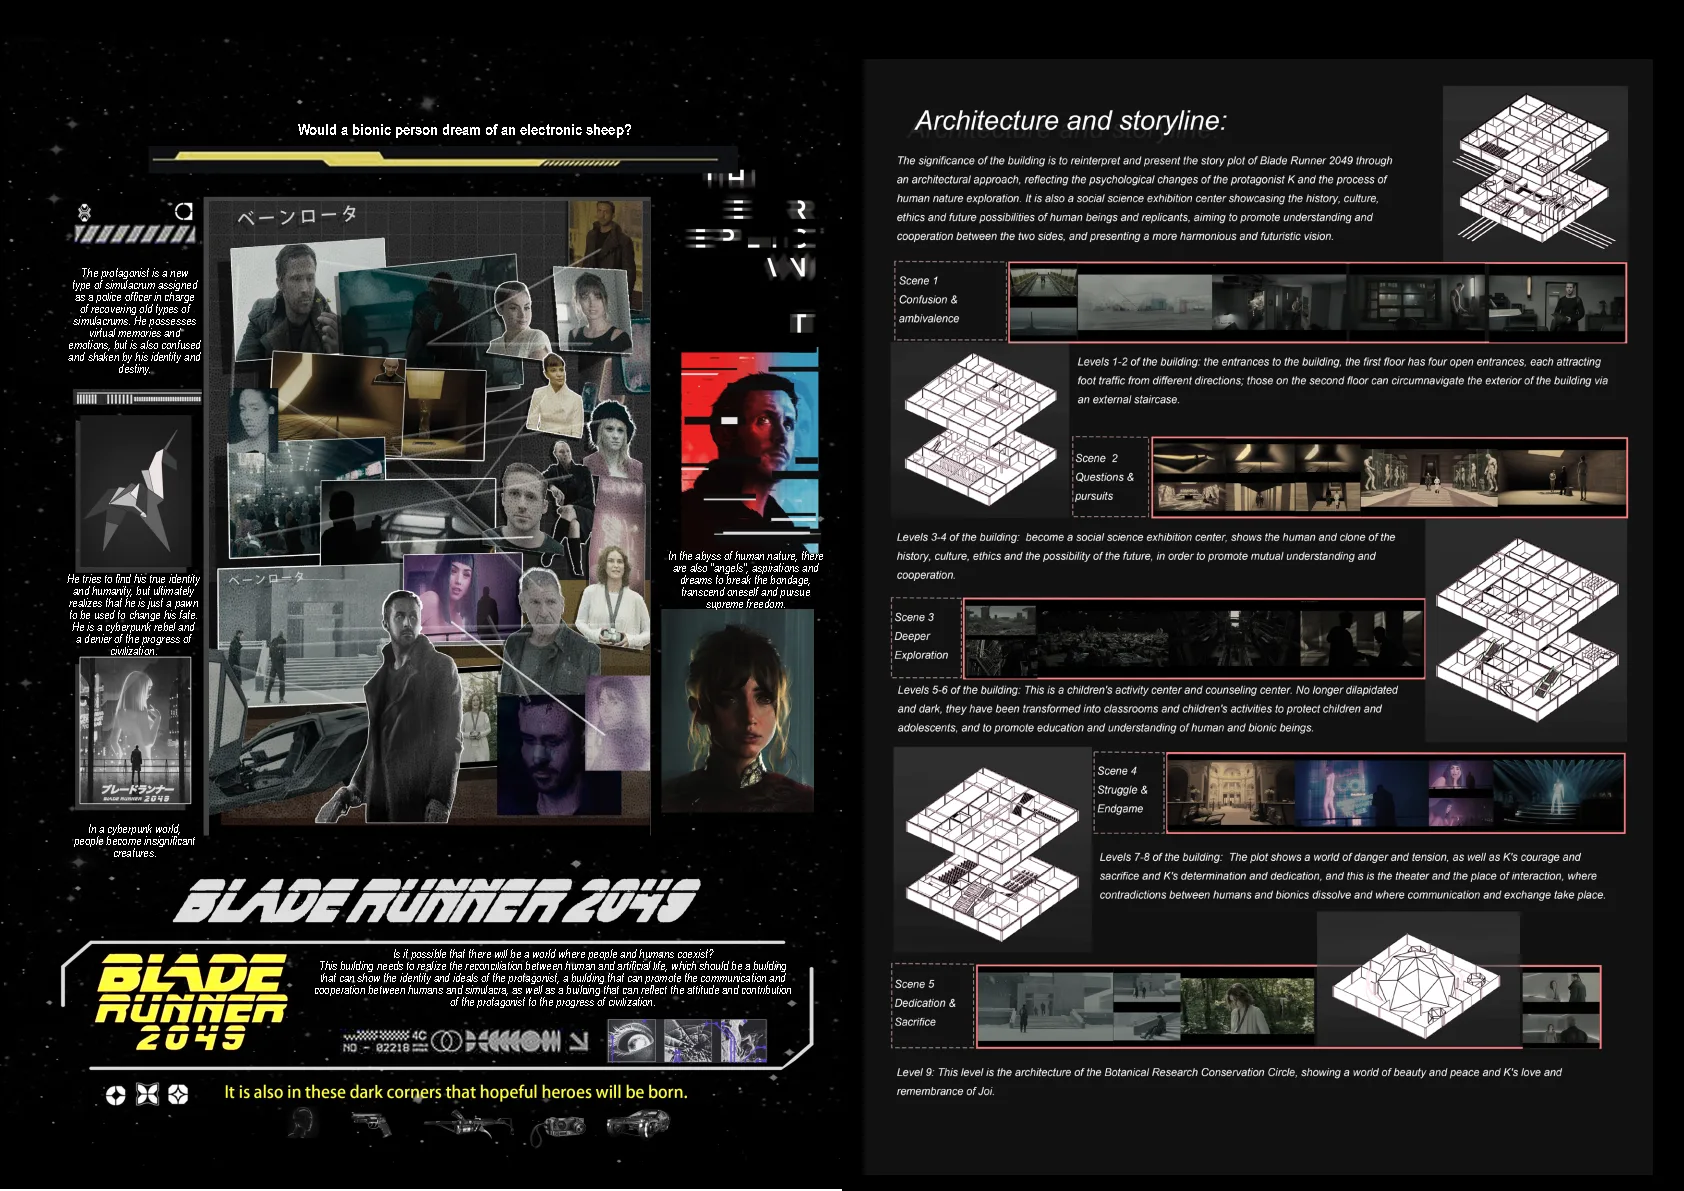 Would a bionic person dream of an electronic sheep?
ベーンロータ
The protagonist is a new
type of simulacrum assigned
as a police officer in charge
of recovering old types of
simulacrums. He possesses
virtual memories and
emotions, but is also confused
and shaken by his identity and
destiny.
He tries to find his true identity
and humanity, but ultimately
realizes that he is just a pawn
to be used to change his fate.
He is a cyberpunk rebel and
a denier of the progress of
civilization.
ブレードランナー
BLADE RUNNER 2049
In a cyberpunk world,
people become insignificant
creatures.
ベーンロータ
In the abyss of human nature, there
are also "angels", aspirations and
dreams to break the bondage,
transcend oneself and pursue
supreme freedom.
BLADE RUNNER 2049
BLADE
RUNNER
2049
Is it possible that there will be a world where people and humans coexist?
This building needs to realize the reconciliation between human and artificial life, which should be a building
that can show the identity and ideals of the protagonist, a building that can promote the communication and
cooperation between humans and simulacra, as well as a building that can reflect the attitude and contribution
of the protagonist to the progress of civilization.
4C
NO - 02218
It is also in these dark corners that hopeful heroes will be born.
Architecture and storyline:
The significance of the building is to reinterpret and present the story plot of Blade Runner 2049 through
an architectural approach, reflecting the psychological changes of the protagonist K and the process of
human nature exploration. It is also a social science exhibition center showcasing the history, culture,
ethics and future possibilities of human beings and replicants, aiming to promote understanding and
cooperation between the two sides, and presenting a more harmonious and futuristic vision.
Scene 1
Confusion &
ambivalence
Levels 1-2 of the building: the entrances to the building, the first floor has four open entrances, each attracting
foot traffic from different directions; those on the second floor can circumnavigate the exterior of the building via
an external staircase.
Scene 2
Questions &
pursuits
Levels 3-4 of the building: become a social science exhibition center, shows the human and clone of the
history, culture, ethics and the possibility of the future, in order to promote mutual understanding and
cooperation.
Scene 3
Deeper
Exploration
Levels 5-6 of the building: This is a children's activity center and counseling center. No longer dilapidated
and dark, they have been transformed into classrooms and children's activities to protect children and
adolescents, and to promote education and understanding of human and bionic beings.
Scene 4
Struggle &
Endgame
Levels 7-8 of the building: The plot shows a world of danger and tension, as well as K's courage and
sacrifice and K's determination and dedication, and this is the theater and the place of interaction, where
contradictions between humans and bionics dissolve and where communication and exchange take place.
Scene 5
Dedication &
Sacrifice
Level 9: This level is the architecture of the Botanical Research Conservation Circle, showing a world of beauty and peace and K's love and
remembrance of Joi.